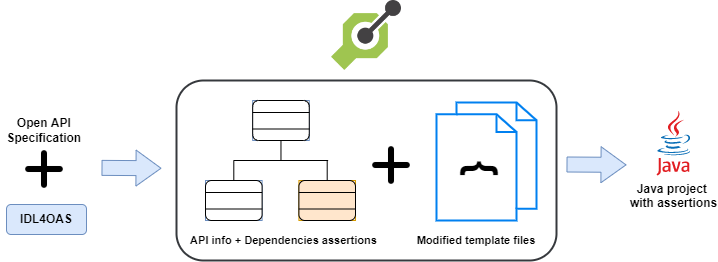 Open API
Specification
IDL4OAS
API info + Dependencies assertions
Modified template files
Java
Java project
with assertions